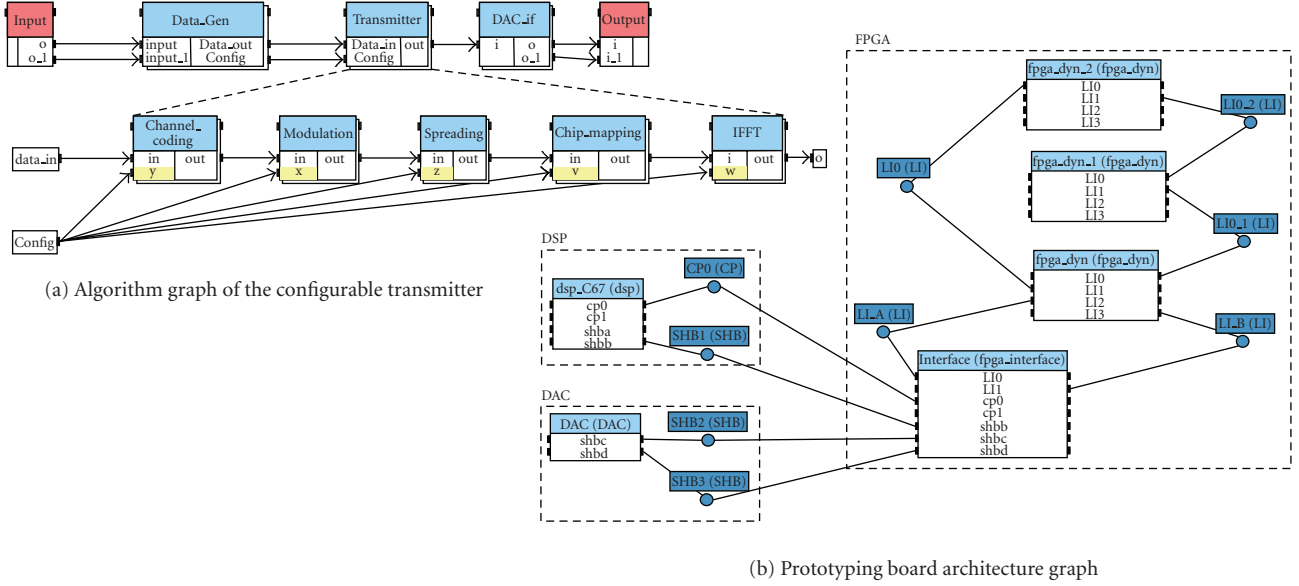 Input
o
o_1
Data_Gen
input Data_out
input_1 Config
Transmitter
Data_in out
Config
DAC_if
i o
o_1
Output
i
i_1
data_in
Config
Channel_
coding
in out
y
Modulation
in out
x
Spreading
in out
z
Chip_mapping
in out
v
IFFT
i out
w
o
(a) Algorithm graph of the configurable transmitter
DSP
dsp_C67 (dsp)
cp0
cp1
shba
shbb
CP0 (CP)
SHB1 (SHB)
DAC
DAC (DAC)
shbc
shbd
SHB2 (SHB)
SHB3 (SHB)
FPGA
fpga_dyn_2 (fpga_dyn)
LI0
LI1
LI2
LI3
LI0_2 (LI)
fpga_dyn_1 (fpga_dyn)
LI0
LI1
LI2
LI3
LI0 (LI)
LI0_1 (LI)
fpga_dyn (fpga_dyn)
LI0
LI1
LI2
LI3
LI_A (LI)
LI_B (LI)
Interface (fpga_interface)
LI0
LI1
cp0
cp1
shbb
shbc
shbd
(b) Prototyping board architecture graph